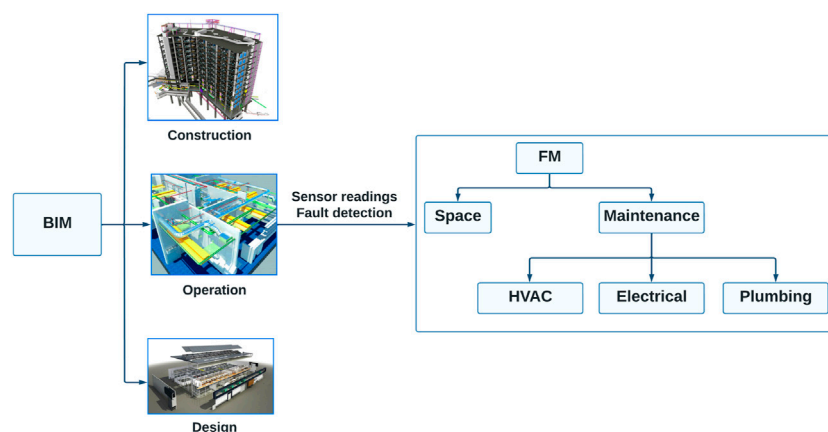 Construction
BIM
Operation
Design
Sensor readings
Fault detection
FM
Space
Maintenance
HVAC
Electrical
Plumbing